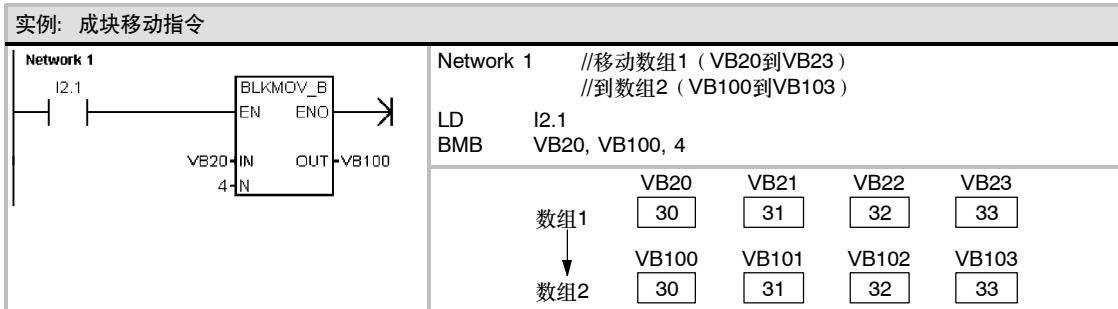 实例: 成块移动指令
Network 1
I2.1
BLKMOV_B
EN ENO
VB20 IN OUT VB100
4 N
Network 1 //移动数组1（VB20到VB23）
//到数组2（VB100到VB103）
LD I2.1
BMB VB20, VB100, 4
VB20 VB21 VB22 VB23
数组1 30 31 32 33
VB100 VB101 VB102 VB103
数组2 30 31 32 33